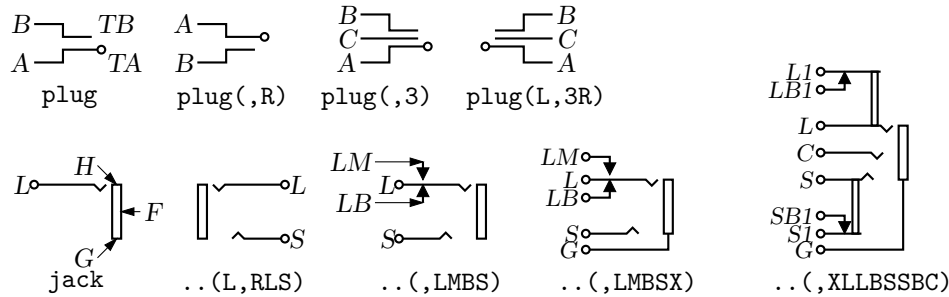 B TB
A TA
plug
A
B
plug(,R)
B
C
A
plug(,3)
B
C
A
plug(L,3R)
L
H
F
G
jack
L
S
..(L,RLS)
LM
L
LB
S
..(,LMBS)
LM
L
LB
S
G
..(,LMBSX)
L1
LB1
L
C
S
SB1
S1
G
..(,XLLBSSBC)